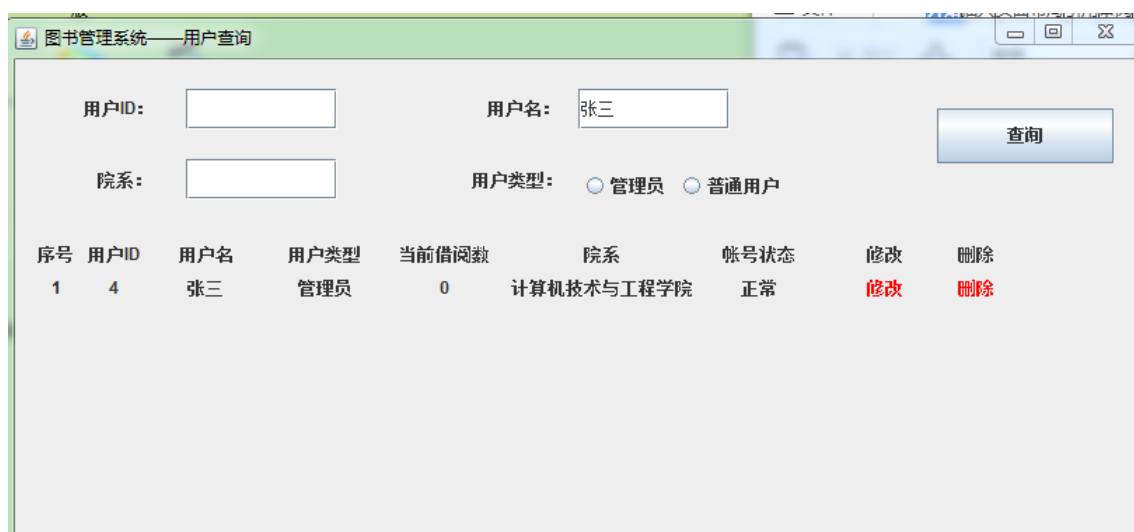 图书管理系统——用户查询
用户ID： 用户名： 张三
查询
院系： 用户类型： 管理员 普通用户
序号 用户ID 用户名 用户类型 当前借阅数 院系 帐号状态 修改 删除
1 4 张三 管理员 0 计算机技术与工程学院 正常 修改 删除